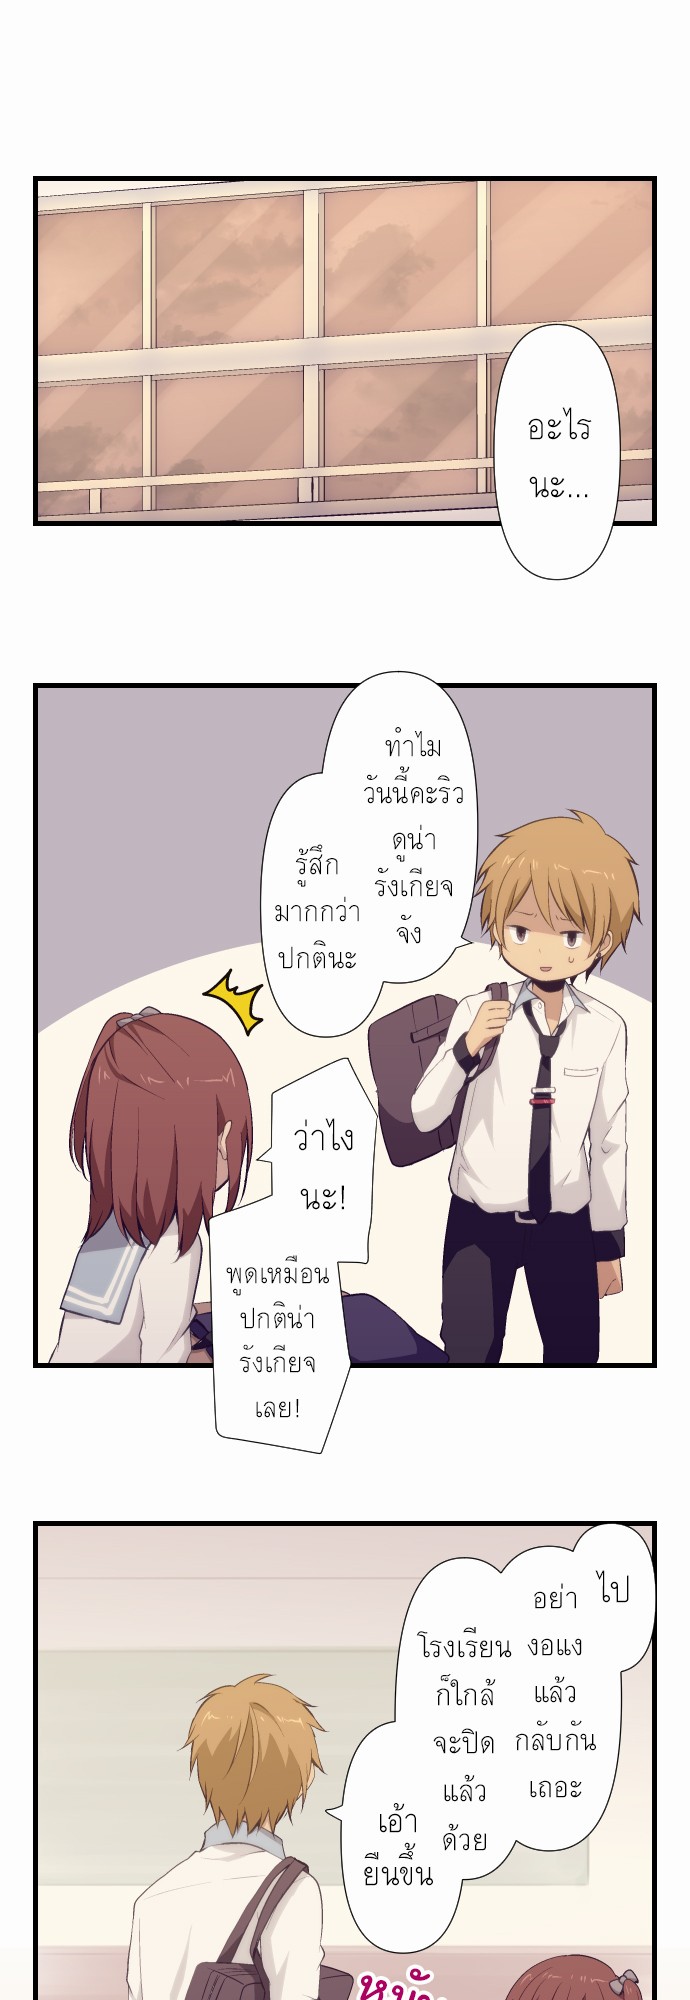 อะไร
นะ...
ทำไม
วันนี้คะริว
ดูน่า
รังเกียจ
จัง
รู้สึก
มากกว่า
ปกตินะ
ว่าไง
นะ!
พูดเหมือน
ปกติน่า
รังเกียจ
เลย!
ไป
อย่า
งอแง
แล้ว
กลับกัน
เถอะ
โรงเรียน
ก็ใกล้
จะปิด
แล้ว
ด้วย
เอ้า
ยืนขึ้น